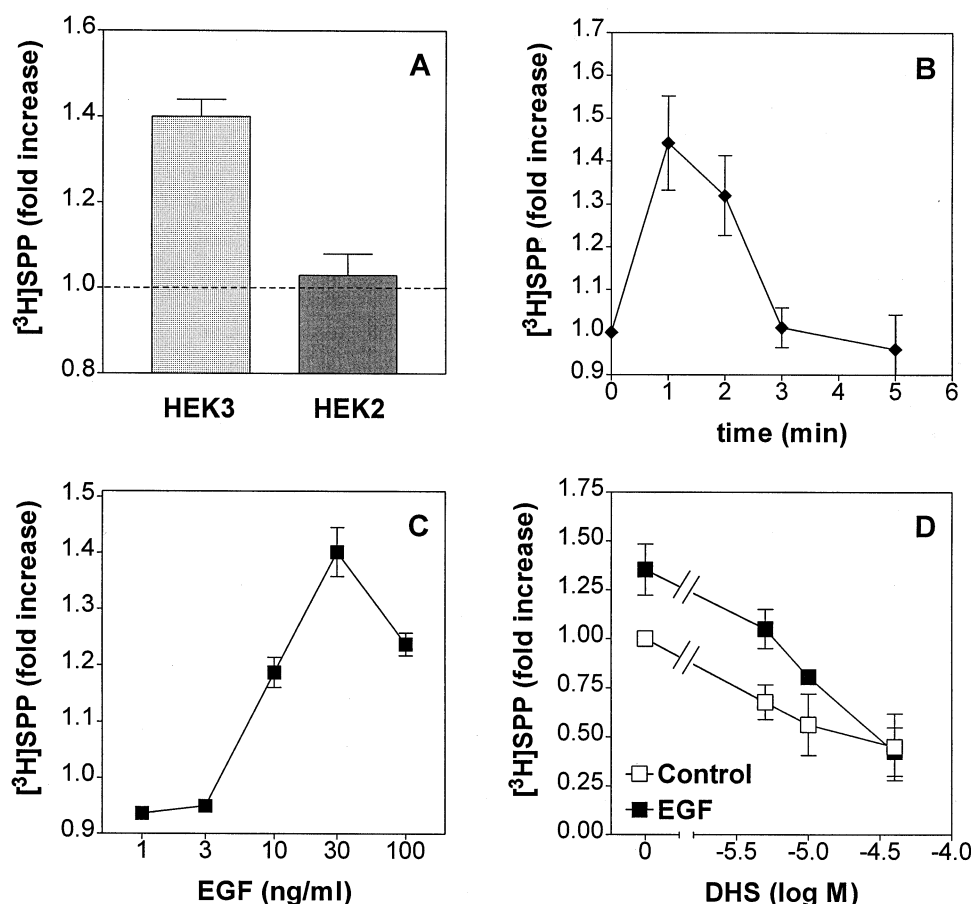 A
[³H]SPP (fold increase)
1.6
1.4
1.2
1.0
0.8
HEK3 HEK2
B
[³H]SPP (fold increase)
1.7
1.6
1.5
1.4
1.3
1.2
1.1
1.0
0.9
0 1 2 3 4 5 6
time (min)
C
[³H]SPP (fold increase)
1.5
1.4
1.3
1.2
1.1
1.0
0.9
1 3 10 30 100
EGF (ng/ml)
D
[³H]SPP (fold increase)
1.75
1.50
1.25
1.00
0.75
0.50
0.25
0.00
Control
EGF
0 -5.5 -5.0 -4.5 -4.0
DHS (log M)